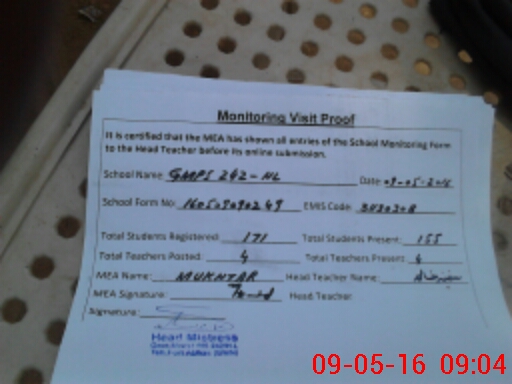 Monitoring Visit Proof
It is certified that the MEA has shown all entries of the School Monitoring Form
to the Head Teacher before its online submission.
School Name: GMPS 242-NL Date: 09-05-2016
School Form No: EMIS Code:
Total Students Registered: 171 Total Students Present: 155
Total Teachers Posted: 4 Total Teachers Present: 4
MEA Name: MUKHTAR Head Teacher Name:
MEA Signature: Head Teacher
Signature:
Head Mistress
09-05-16 09:04